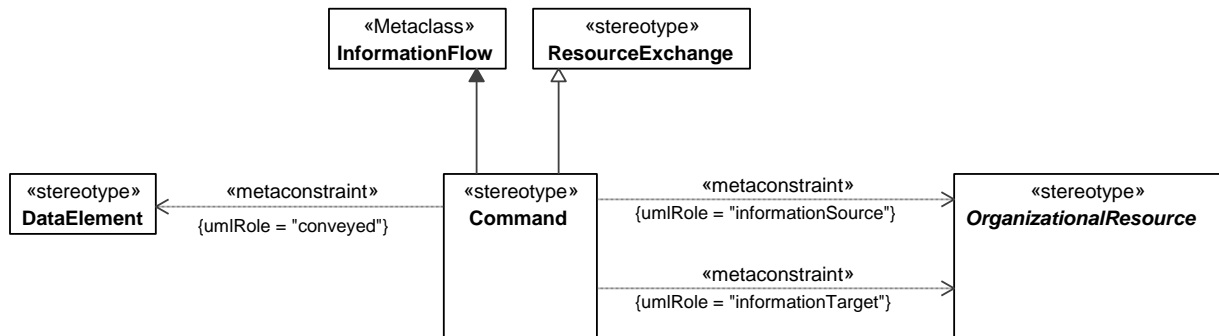 «Metaclass»
InformationFlow
«stereotype»
ResourceExchange
«stereotype»
DataElement
«metaconstraint»
{umlRole = "conveyed"}
«stereotype»
Command
«metaconstraint»
{umlRole = "informationSource"}
«metaconstraint»
{umlRole = "informationTarget"}
«stereotype»
OrganizationalResource